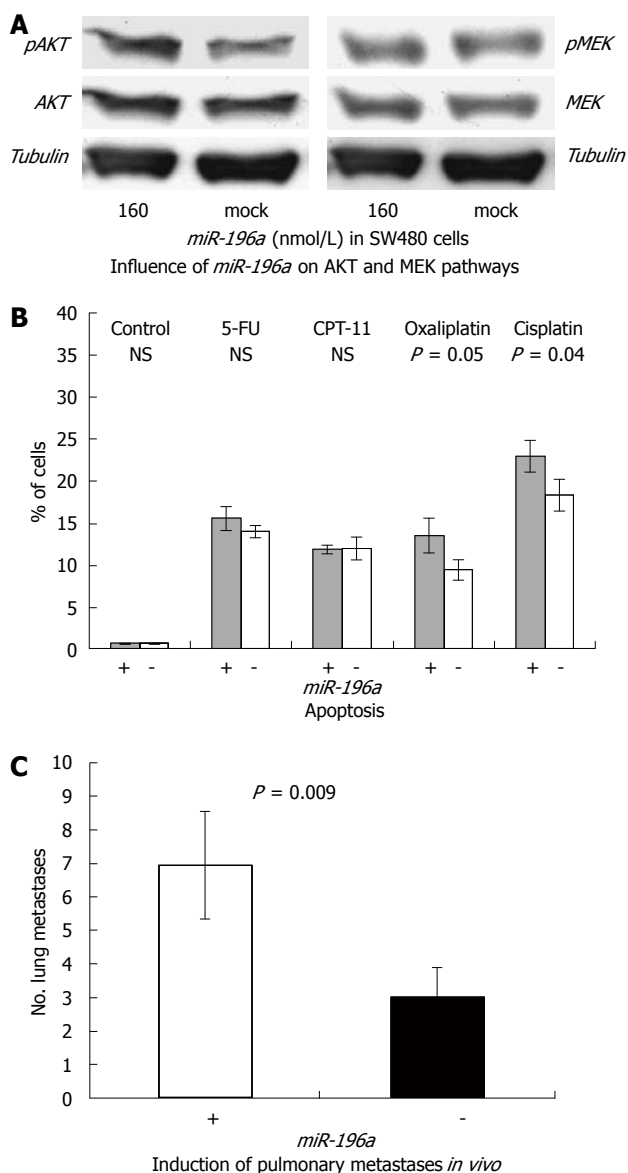 A
pAKT pMEK
AKT MEK
Tubulin Tubulin
160 mock 160 mock
miR-196a (nmol/L) in SW480 cells
Influence of miR-196a on AKT and MEK pathways
B
Control 5-FU CPT-11 Oxaliplatin Cisplatin
NS NS NS P = 0.05 P = 0.04
40
35
30
25
20
15
10
5
0
% of cells
+ - + - + - + - + -
miR-196a
Apoptosis
C
P = 0.009
10
9
8
7
6
5
4
3
2
1
0
No. lung metastases
+ -
miR-196a
Induction of pulmonary metastases in vivo